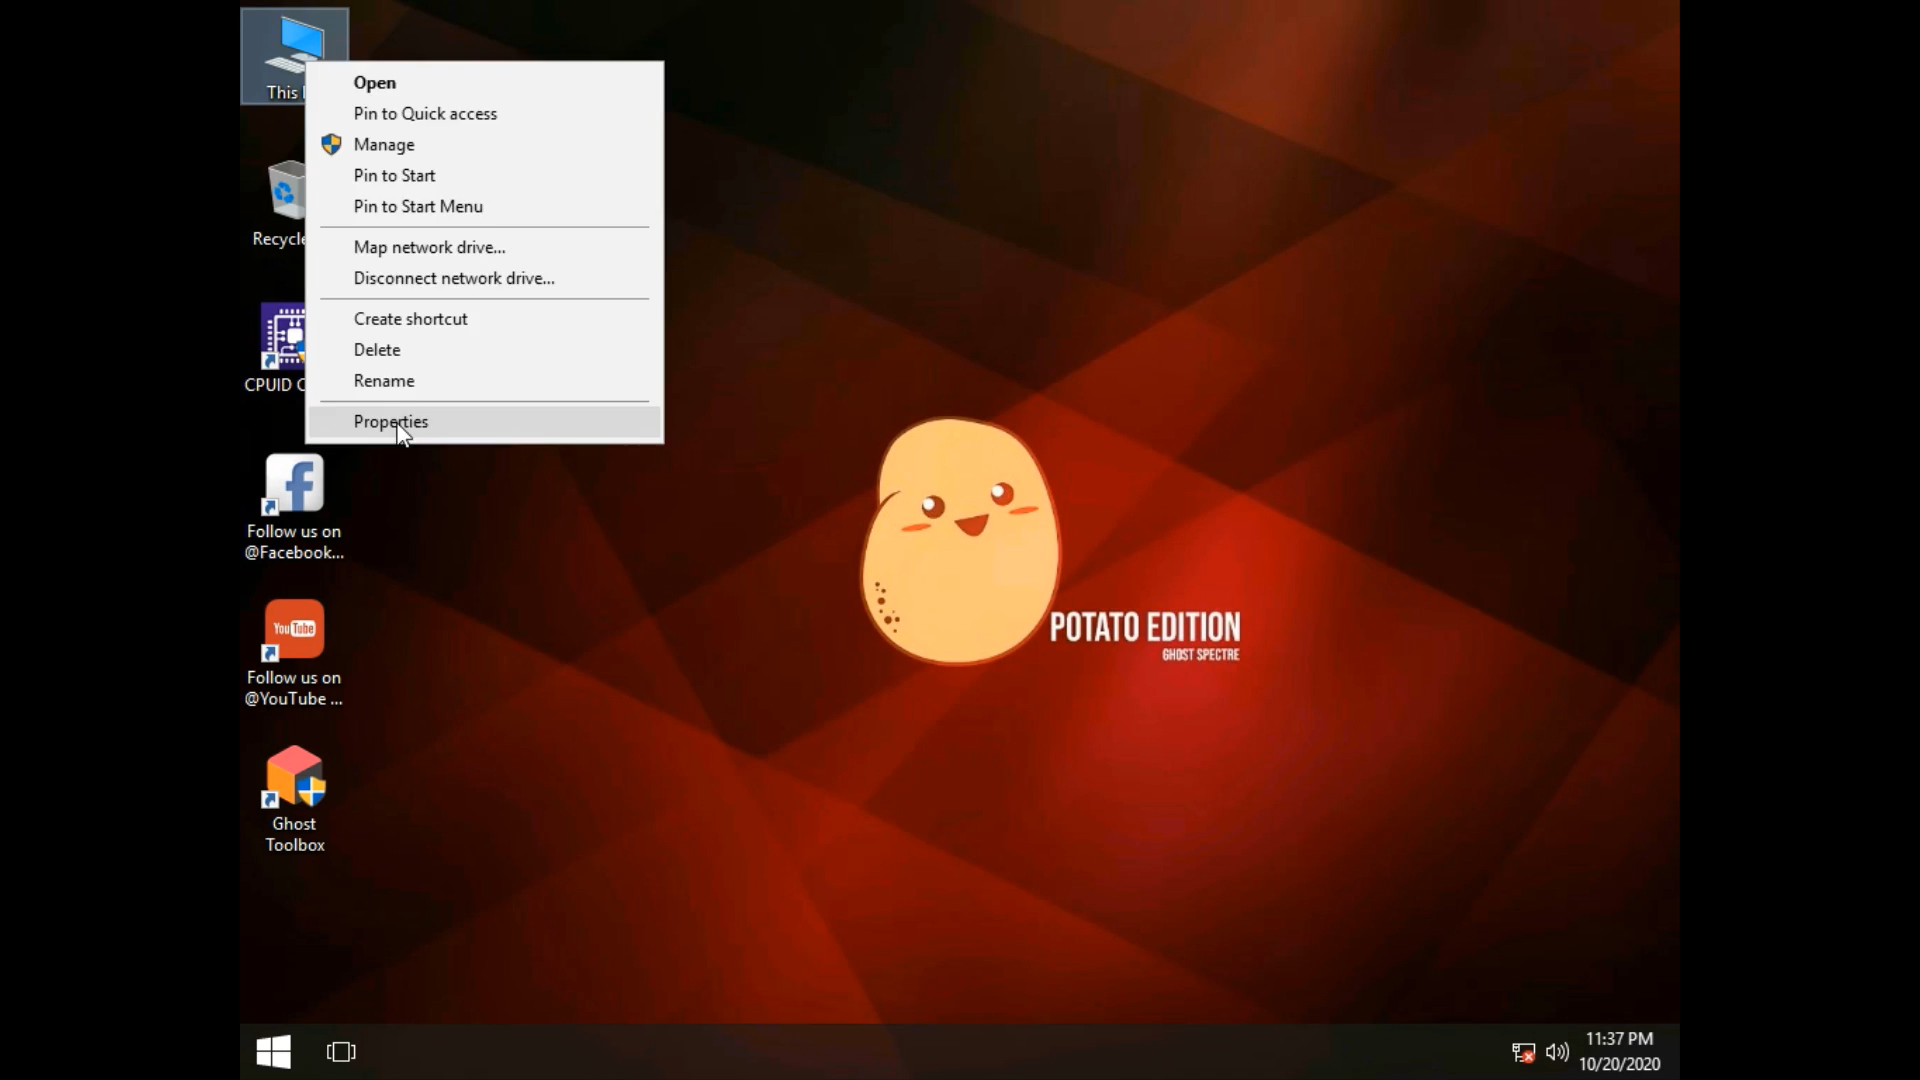 This
Open
Pin to Quick access
Manage
Pin to Start
Pin to Start Menu
Map network drive...
Disconnect network drive...
Create shortcut
Delete
Rename
Properties
Recycle
CPUID C
Follow us on
@Facebook...
You Tube
Follow us on
@YouTube ...
Ghost
Toolbox
POTATO EDITION
GHOST SPECTRE
11:37 PM
10/20/2020